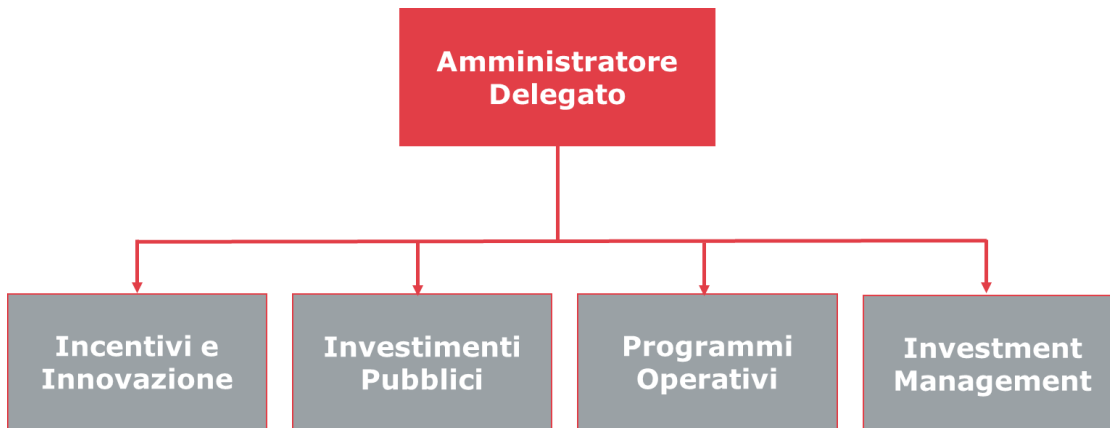 Amministratore
Delegato
Incentivi e
Innovazione
Investimenti
Pubblici
Programmi
Operativi
Investment
Management